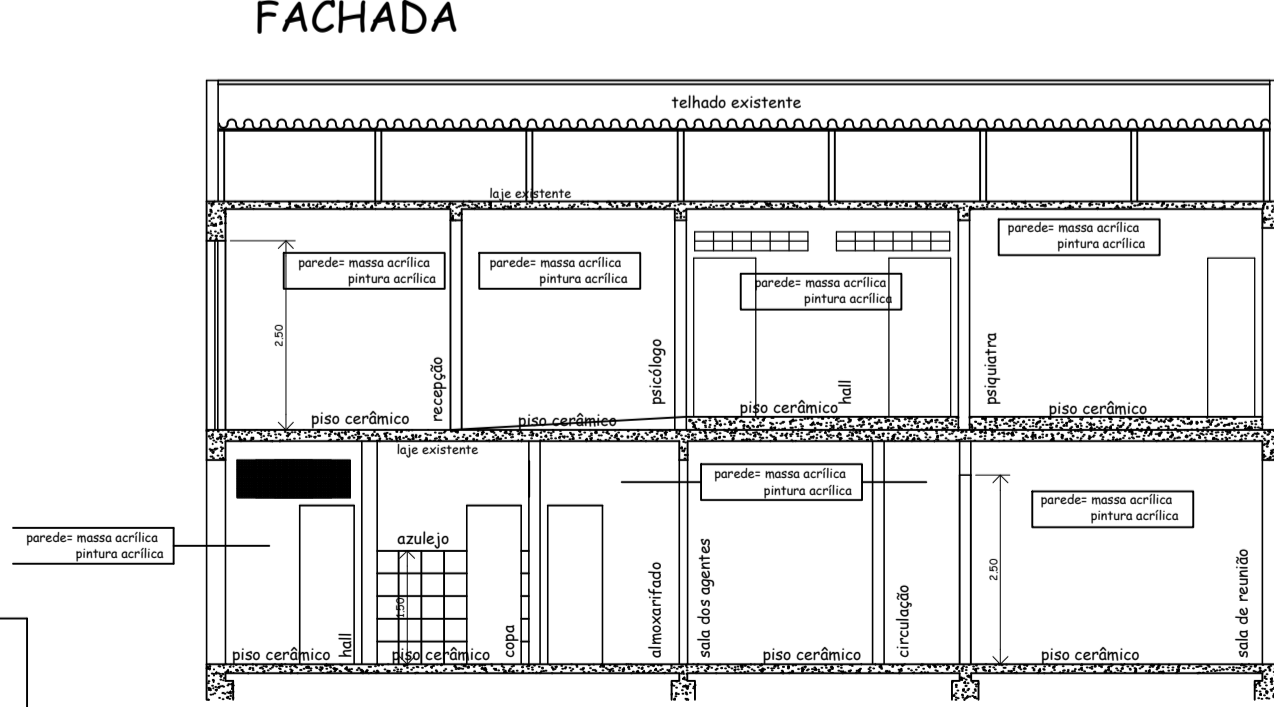 FACHADA
telhado existente
laje existente
parede= massa acrílica
pintura acrílica
2.50
recepção
piso cerâmico
parede= massa acrílica
pintura acrílica
psicólogo
piso cerâmico
parede= massa acrílica
pintura acrílica
hall
piso cerâmico
parede= massa acrílica
pintura acrílica
psiquiatra
piso cerâmico
laje existente
parede= massa acrílica
pintura acrílica
hall
piso cerâmico
azulejo
1.50
copa
piso cerâmico
almoxarifado
parede= massa acrílica
pintura acrílica
sala dos agentes
piso cerâmico
circulação
2.50
parede= massa acrílica
pintura acrílica
sala de reunião
piso cerâmico